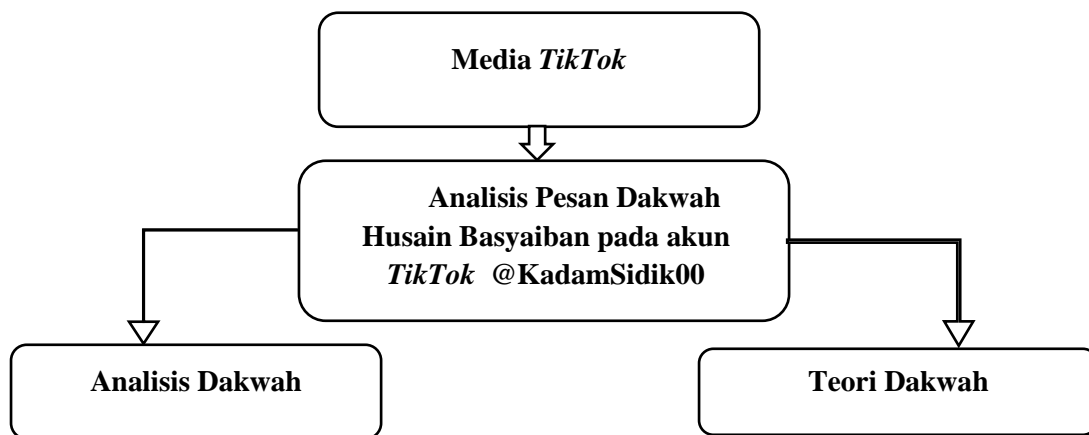 Media TikTok
Analisis Pesan Dakwah
Husain Basyaiban pada akun
TikTok @KadamSidik00
Analisis Dakwah
Teori Dakwah